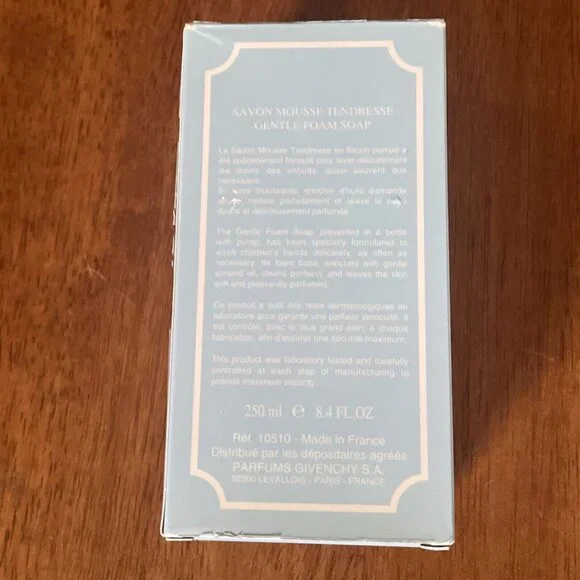 SAVON MOUSSE TENDRESSE
GENTLE FOAM SOAP
Le Savon Mousse Tendresse en flacon-pompe a
été spécialement formulé pour laver délicatement
les mains des enfants, aussi souvent que
nécessaire.
Sa base moussante, enrichie d'huile d'amande
douce, nettoie parfaitement et laisse la peau
douce et délicieusement parfumée.
The Gentle Foam Soap, presented in a bottle
with pump, has been specially formulated to
wash children's hands delicately, as often as
necessary. Its foam base, enriched with gentle
almond oil, cleans perfectly and leaves the skin
soft and pleasantly perfumed.
Ce produit a subi des tests dermatologiques en
laboratoire pour garantir une parfaite innocuité, il
est contrôlé, avec le plus grand soin, à chaque
fabrication, afin d'assurer une sécurité maximum.
This product was laboratory tested and carefully
controlled at each step of manufacturing to
provide maximum security.
250 ml ℮ 8.4 FL.OZ
Réf. 10510 - Made in France
Distribué par les dépositaires agréés
PARFUMS GIVENCHY S.A.
92300 LEVALLOIS - PARIS - FRANCE